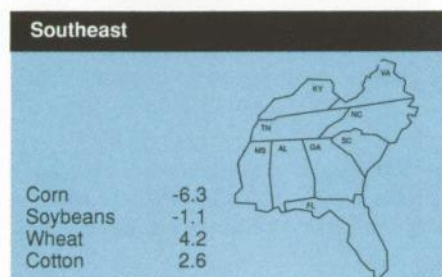 Southeast
VA
KY
TN
NC
SC
MS AL GA
FL
Corn -6.3
Soybeans -1.1
Wheat 4.2
Cotton 2.6